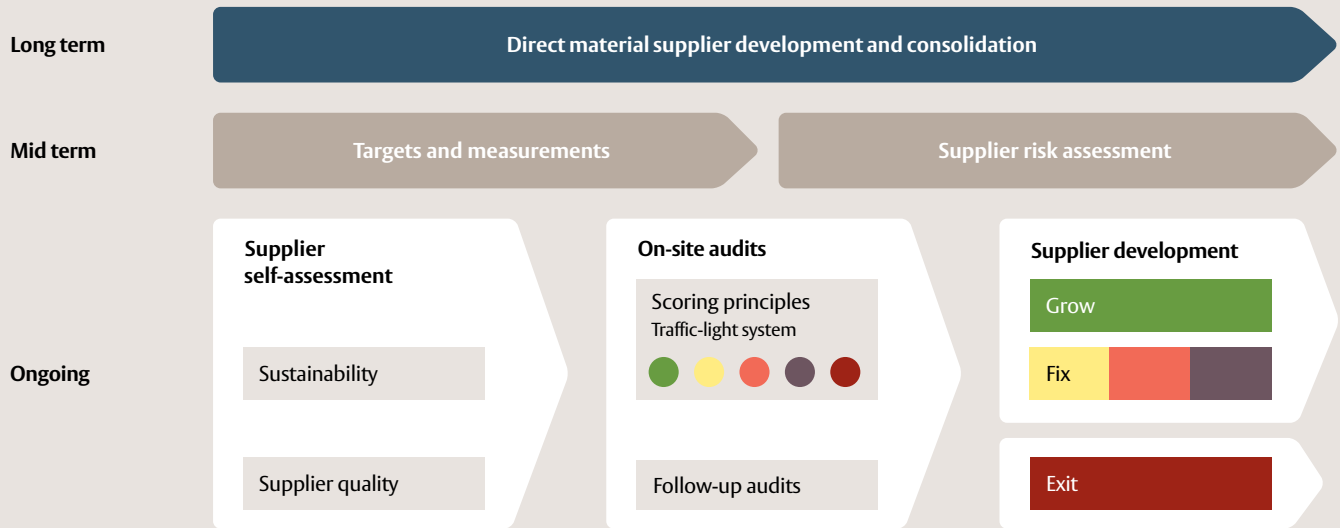 Long term
Direct material supplier development and consolidation
Mid term
Targets and measurements
Supplier risk assessment
Ongoing
Supplier
self-assessment
Sustainability
Supplier quality
On-site audits
Scoring principles
Traffic-light system
Follow-up audits
Supplier development
Grow
Fix
Exit